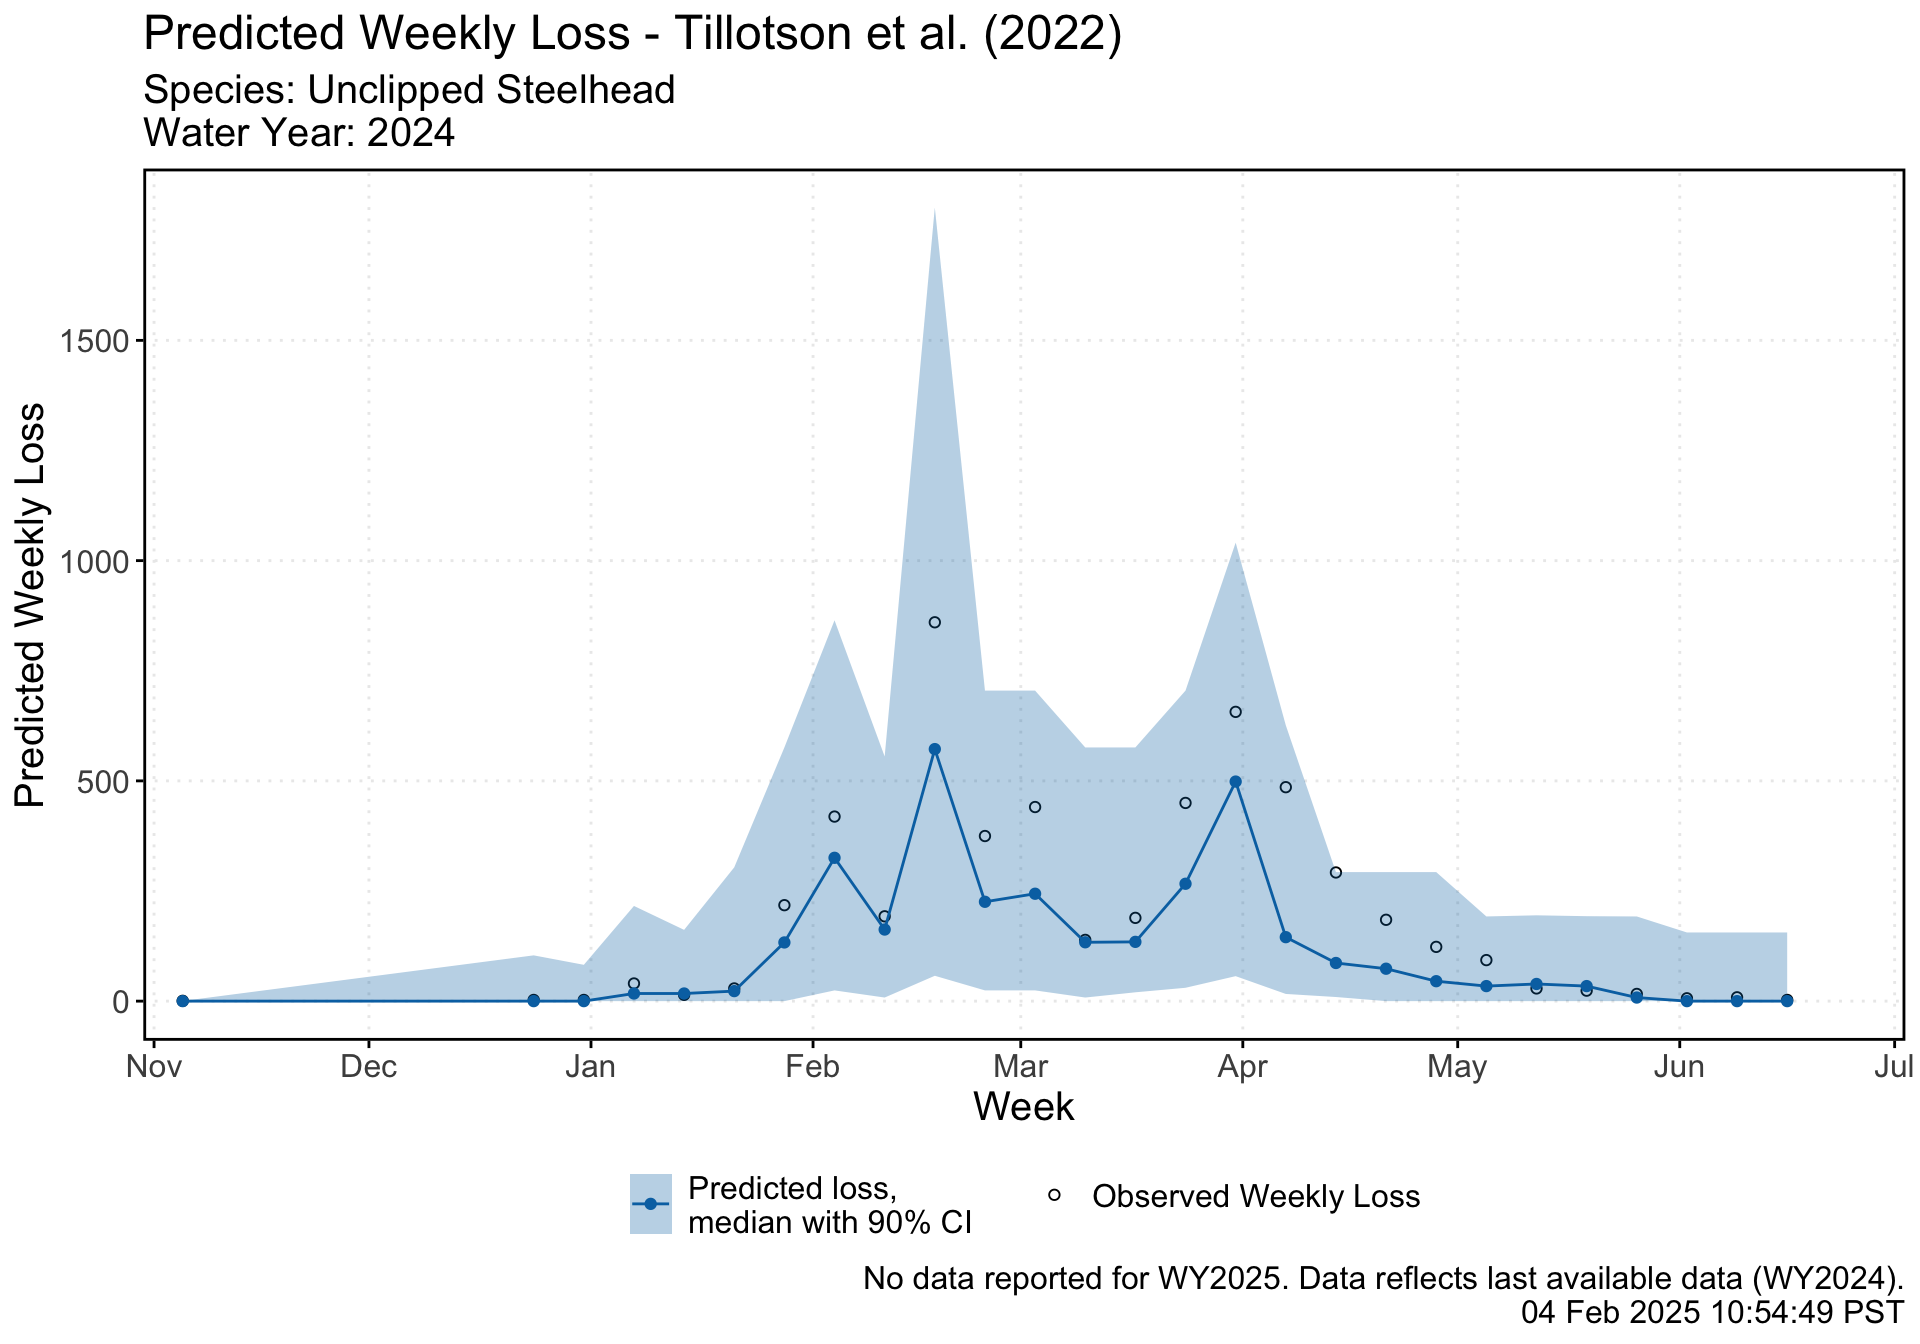 Predicted Weekly Loss - Tillotson et al. (2022)
Species: Unclipped Steelhead
Water Year: 2024
Predicted Weekly Loss
1500
1000
500
0
Nov Dec Jan Feb Mar Apr May Jun Jul
Week
Predicted loss,
median with 90% CI
Observed Weekly Loss
No data reported for WY2025. Data reflects last available data (WY2024).
04 Feb 2025 10:54:49 PST